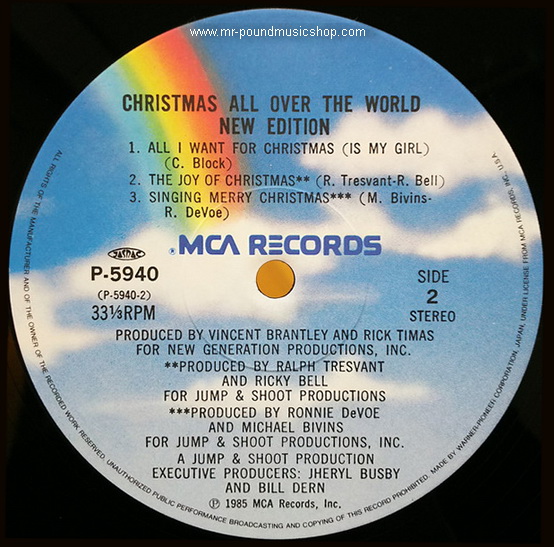 www.mr-poundmusicshop.com
CHRISTMAS ALL OVER THE WORLD
NEW EDITION
1. ALL I WANT FOR CHRISTMAS (IS MY GIRL)
(C. Block)
2. THE JOY OF CHRISTMAS** (R. Tresvant-R. Bell)
3. SINGING MERRY CHRISTMAS*** (M. Bivins-
R. DeVoe)
® MCA RECORDS
JASRAC
P-5940
(P-5940-2)
33⅓RPM
SIDE
2
STEREO
PRODUCED BY VINCENT BRANTLEY AND RICK TIMAS
FOR NEW GENERATION PRODUCTIONS, INC.
**PRODUCED BY RALPH TRESVANT
AND RICKY BELL
FOR JUMP & SHOOT PRODUCTIONS
***PRODUCED BY RONNIE DeVOE
AND MICHAEL BIVINS
FOR JUMP & SHOOT PRODUCTIONS, INC.
A JUMP & SHOOT PRODUCTION
EXECUTIVE PRODUCERS: JHERYL BUSBY
AND BILL DERN
Ⓟ 1985 MCA Records, Inc.
ALL RIGHTS OF THE MANUFACTURER AND OF THE OWNER OF THE RECORDED WORK RESERVED. UNAUTHORIZED PUBLIC PERFORMANCE BROADCASTING AND COPYING OF THIS RECORD PROHIBITED. MADE BY WARNER-PIONEER CORPORATION, JAPAN, UNDER LICENSE FROM MCA RECORDS, INC., U.S.A.